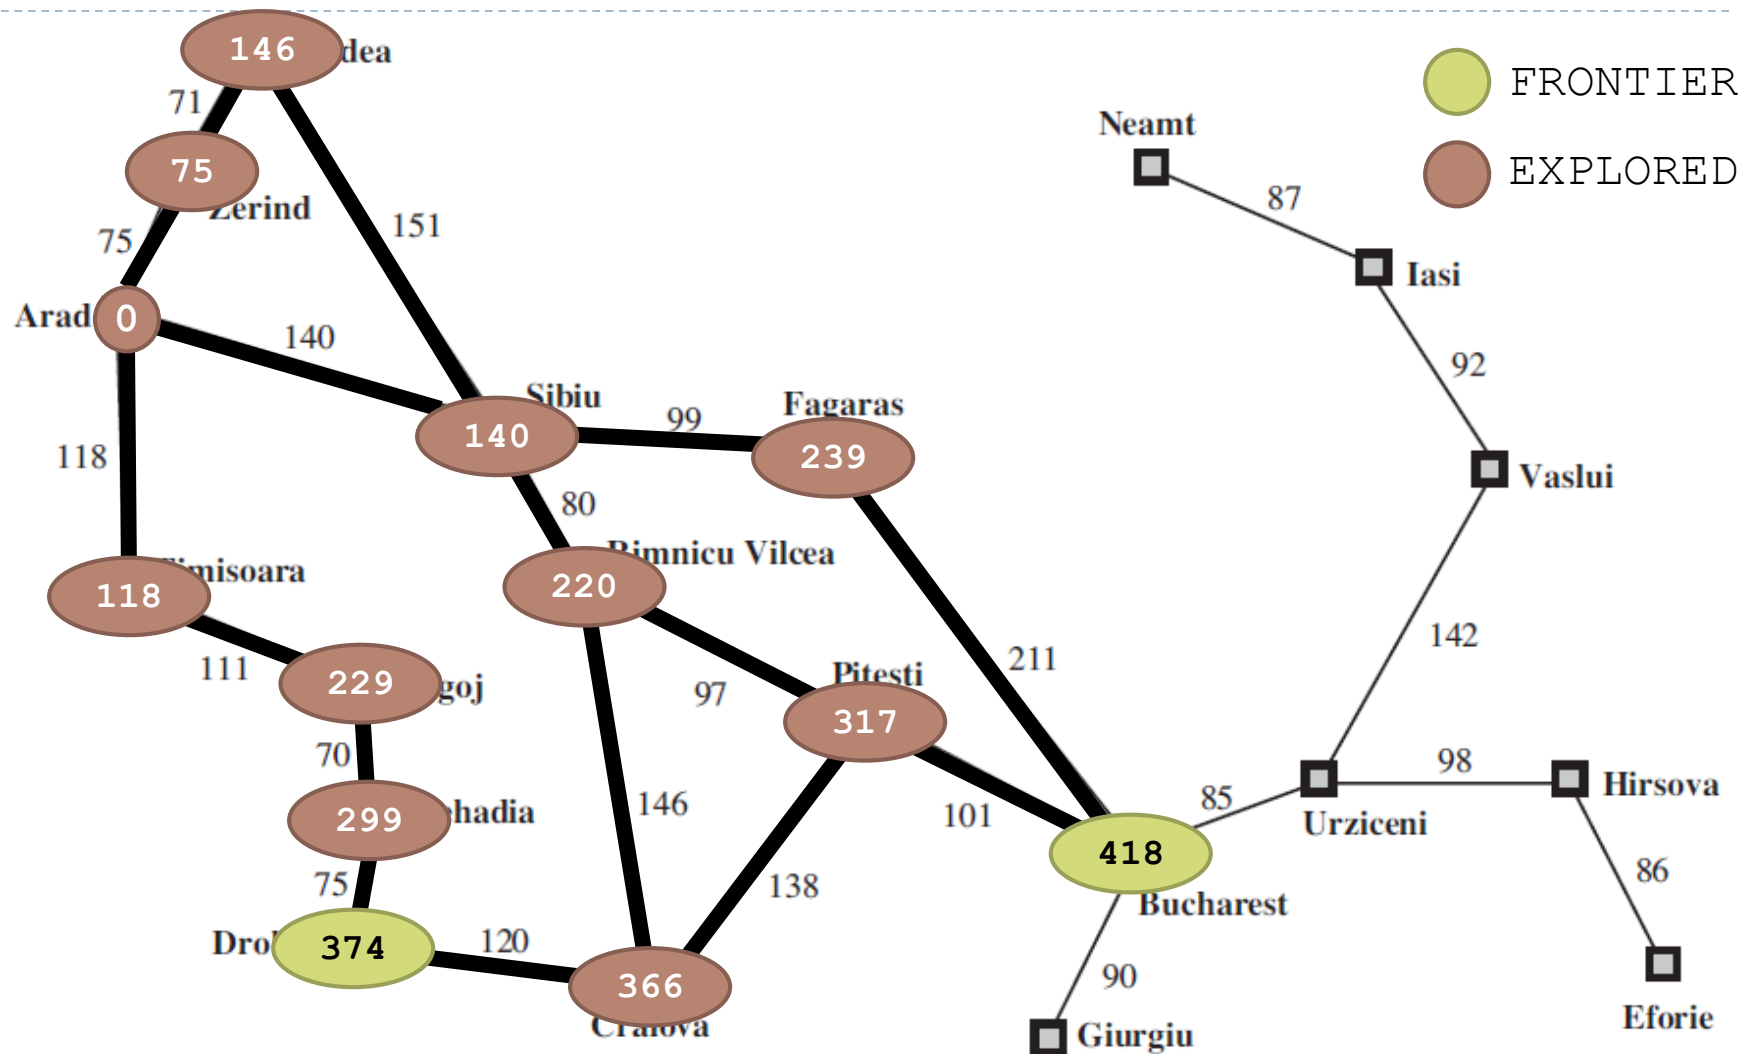 146
dea
FRONTIER
71
Neamt
EXPLORED
75
87
Zerind
151
75
Iasi
Arad
0
140
92
Sibiu
99
Fagaras
118
140
239
Vaslui
80
Rimnicu Vilcea
imisoara
220
118
142
211
111
Pitesti
229
goj
97
317
70
98
Hirsova
85
146
101
Urziceni
299
ehadia
418
86
75
138
Bucharest
Dro
374
120
90
366
Craiova
Eforie
Giurgiu